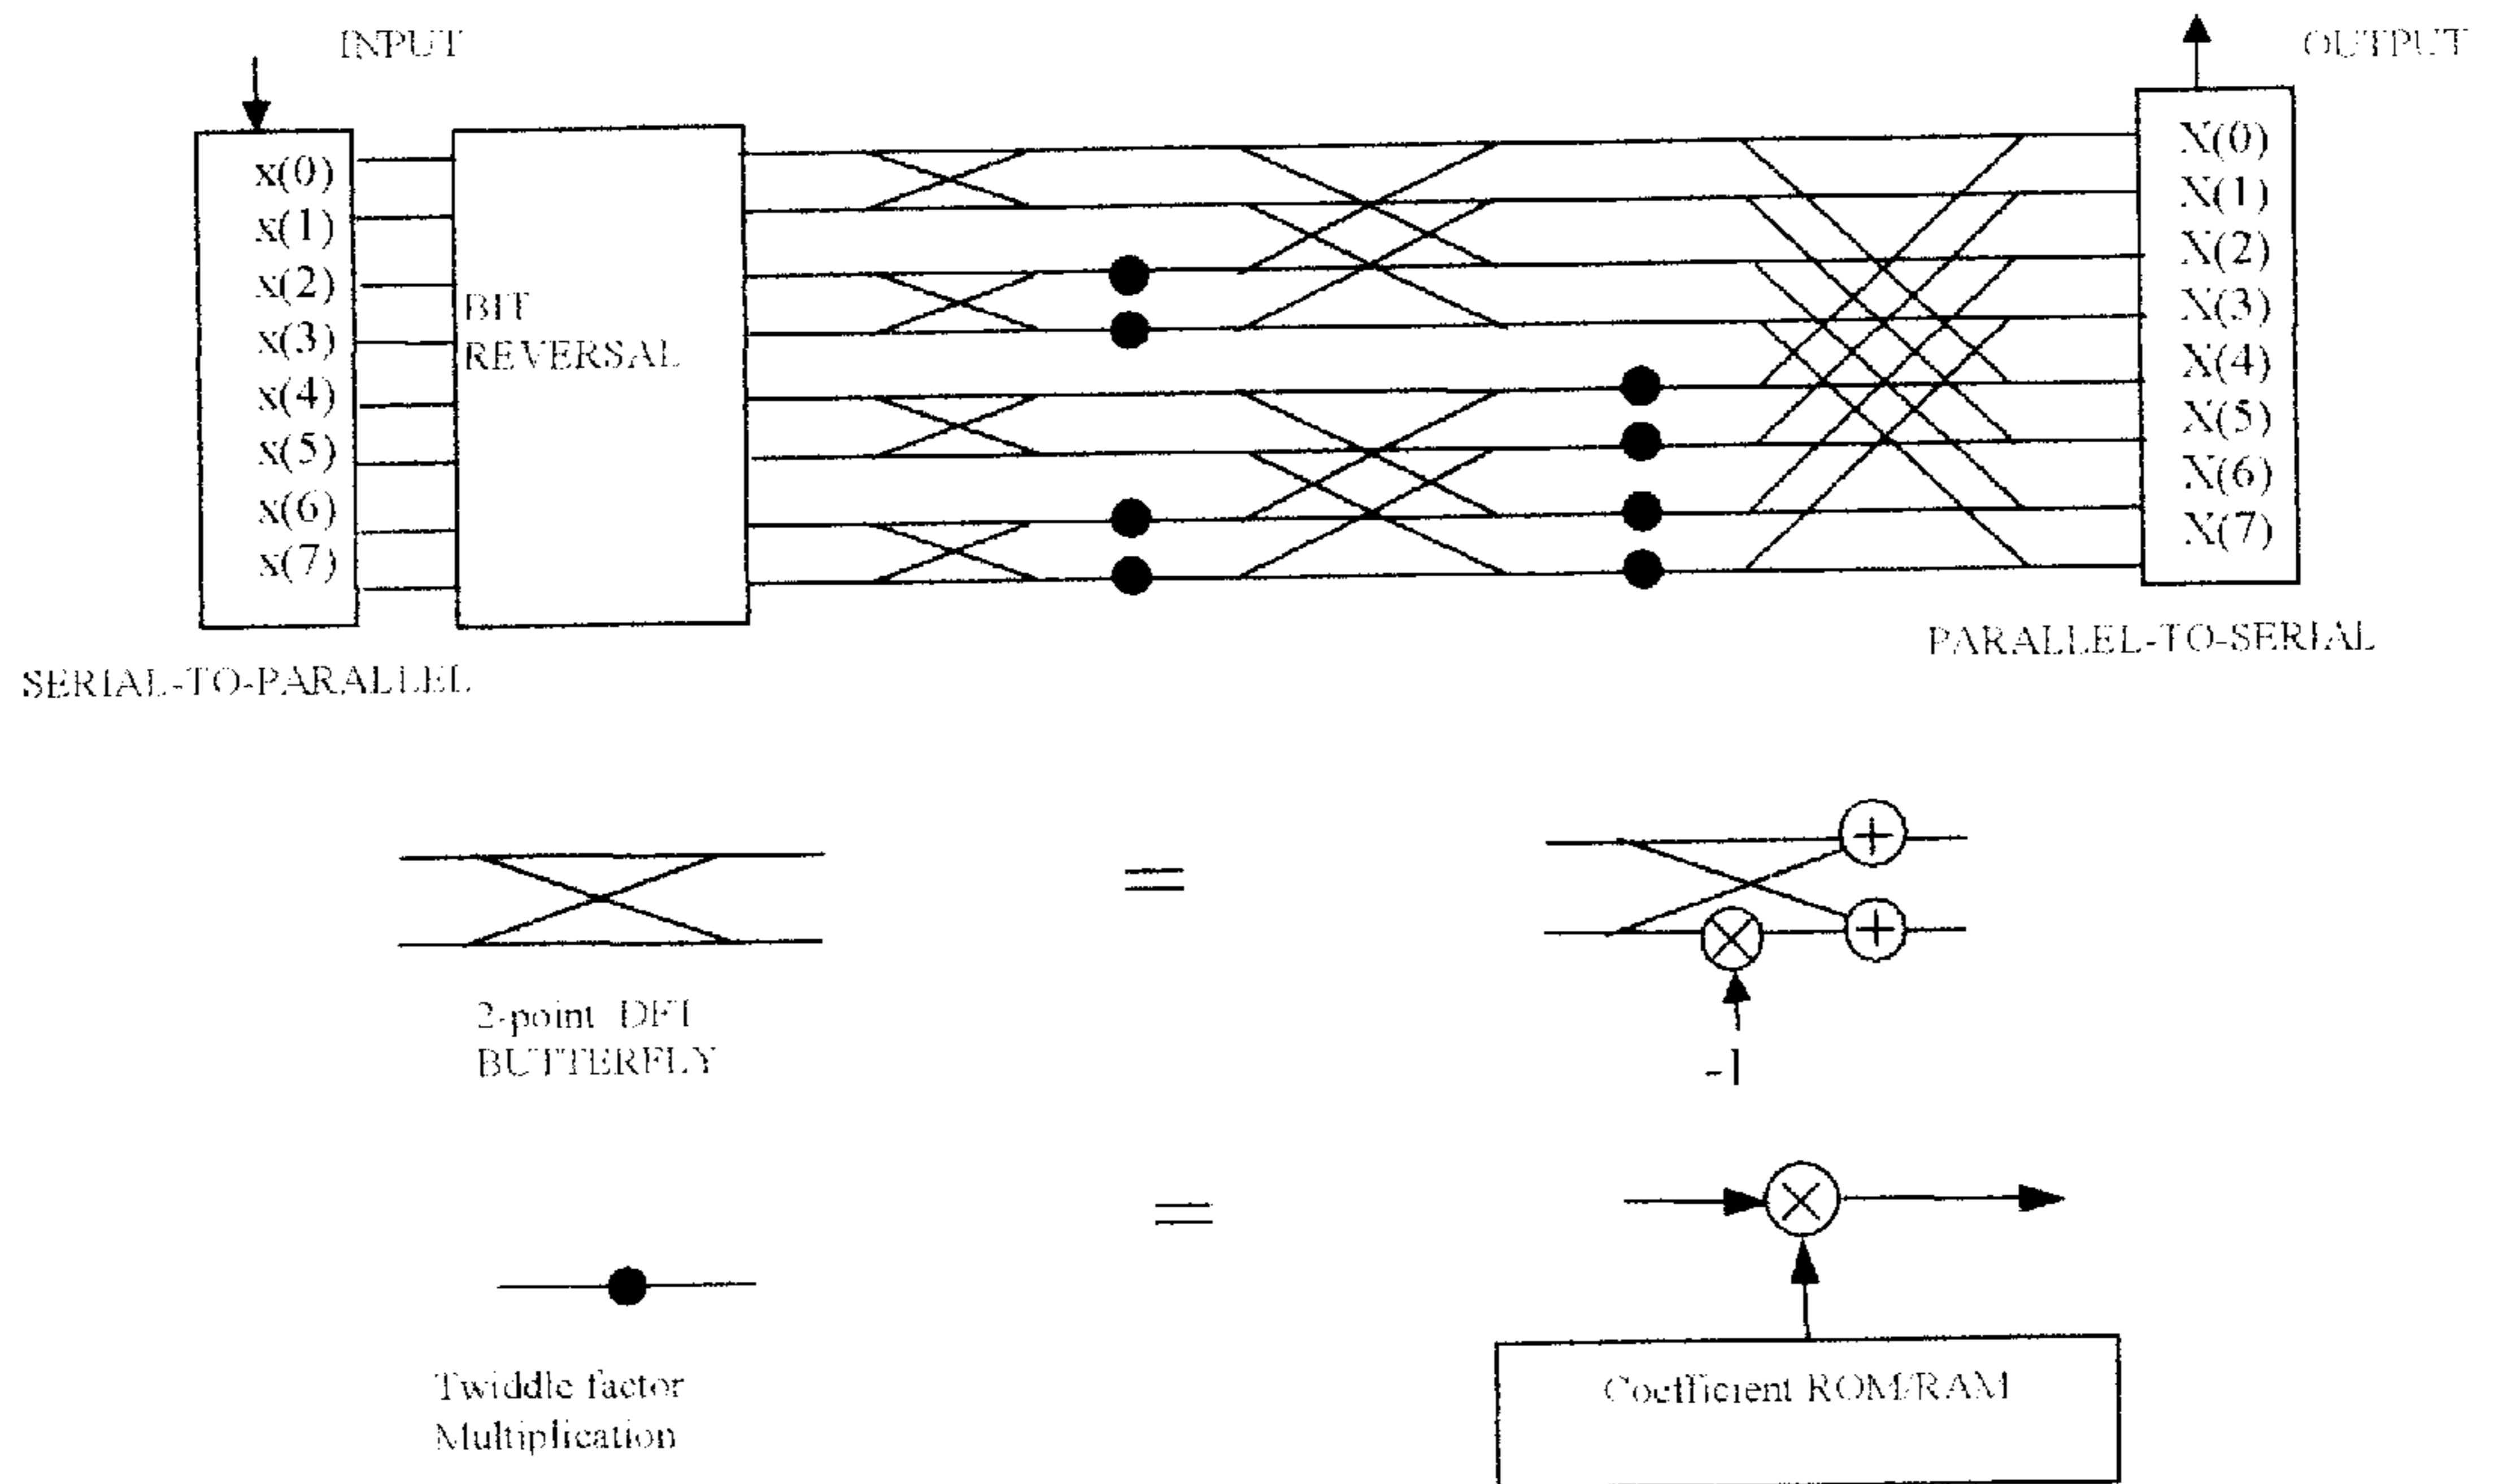 INPUT
OUTPUT
x(0)
x(1)
x(2)
x(3)
x(4)
x(5)
x(6)
x(7)
BIT
REVERSAL
X(0)
X(1)
X(2)
X(3)
X(4)
X(5)
X(6)
X(7)
SERIAL-TO-PARALLEL
PARALLEL-TO-SERIAL
=
2-point DFT
BUTTERFLY
-1
=
Twiddle factor
Multiplication
Coefficient ROM/RAM